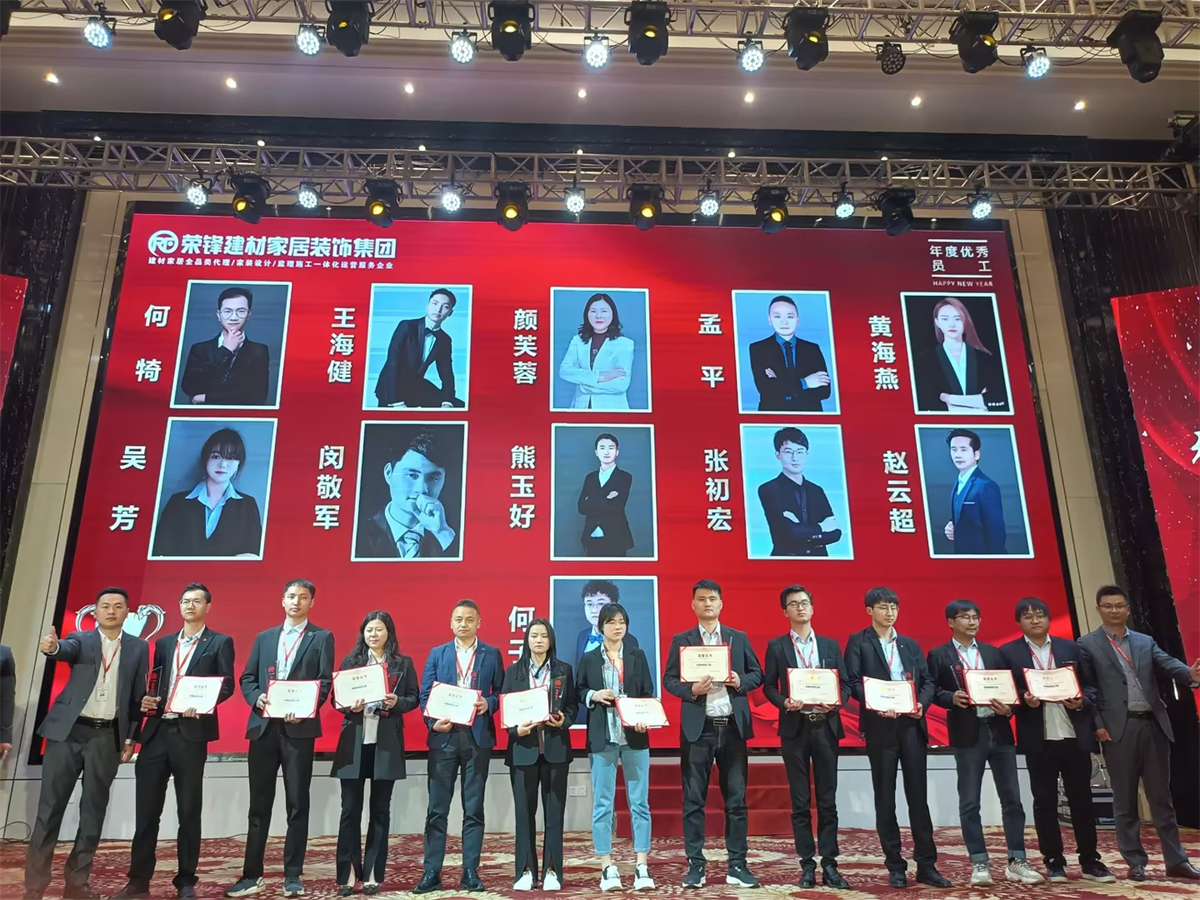 荣锋建材家居装饰集团
建材家居全品类代理/家装设计/监理施工一体化运营服务企业
年度优秀
员工
HAPPY NEW YEAR
何犄
王海健
颜芙蓉
孟平
黄海燕
吴芳
闵敬军
熊玉好
张初宏
赵云超
何子